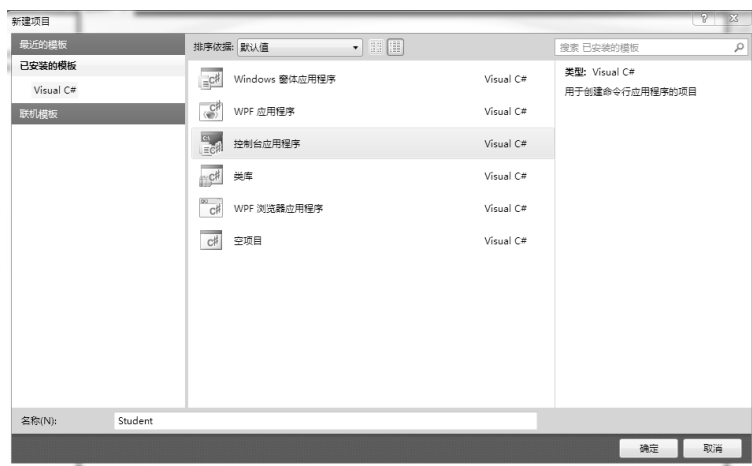 新建项目
最近的模板
已安装的模板
Visual C#
联机模板
排序依据: 默认值
搜索 已安装的模板
Windows 窗体应用程序 Visual C#
WPF 应用程序 Visual C#
控制台应用程序 Visual C#
类库 Visual C#
WPF 浏览器应用程序 Visual C#
空项目 Visual C#
类型: Visual C#
用于创建命令行应用程序的项目
名称(N): Student
确定 取消